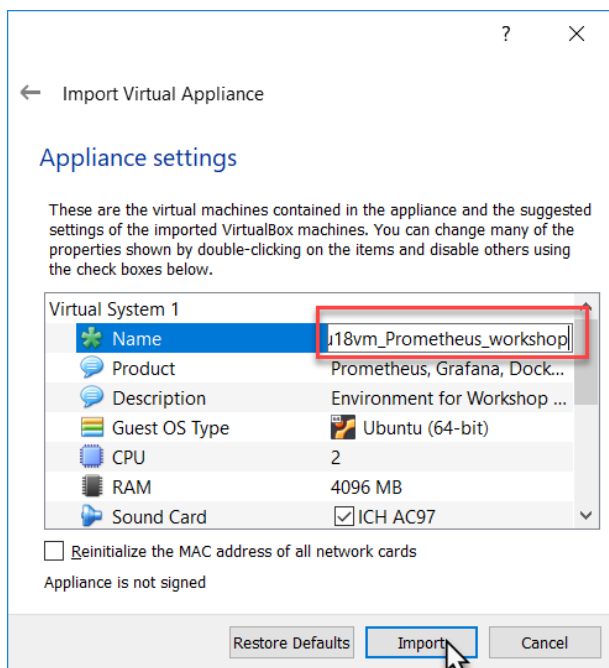 ?
Import Virtual Appliance
Appliance settings
These are the virtual machines contained in the appliance and the suggested
settings of the imported VirtualBox machines. You can change many of the
properties shown by double-clicking on the items and disable others using
the check boxes below.
Virtual System 1
Name u18vm_Prometheus_workshop
Product Prometheus, Grafana, Dock...
Description Environment for Workshop ...
Guest OS Type Ubuntu (64-bit)
CPU 2
RAM 4096 MB
Sound Card ICH AC97
Reinitialize the MAC address of all network cards
Appliance is not signed
Restore Defaults Import Cancel